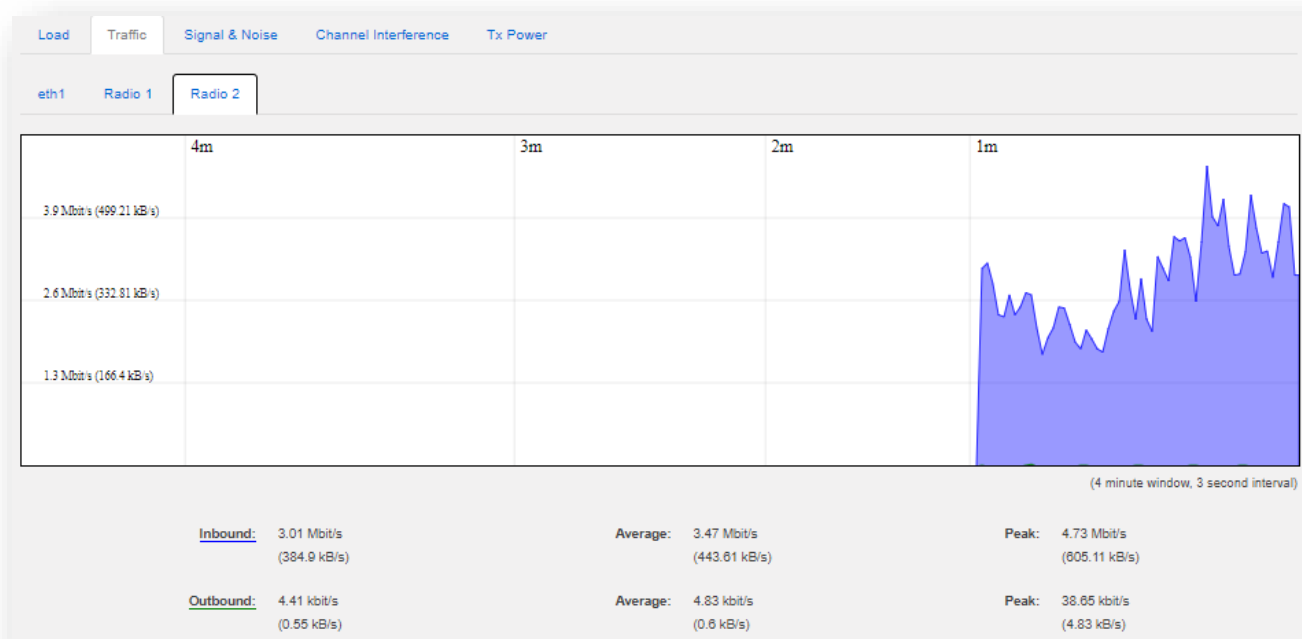 Load Traffic Signal & Noise Channel Interference Tx Power
eth1 Radio 1 Radio 2
4m 3m 2m 1m
3.9 Mbit/s (499.21 kB/s)
2.6 Mbit/s (332.81 kB/s)
1.3 Mbit/s (166.4 kB/s)
(4 minute window, 3 second interval)
Inbound: 3.01 Mbit/s Average: 3.47 Mbit/s Peak: 4.73 Mbit/s
(384.9 kB/s) (443.61 kB/s) (605.11 kB/s)
Outbound: 4.41 kbit/s Average: 4.83 kbit/s Peak: 38.65 kbit/s
(0.55 kB/s) (0.6 kB/s) (4.83 kB/s)